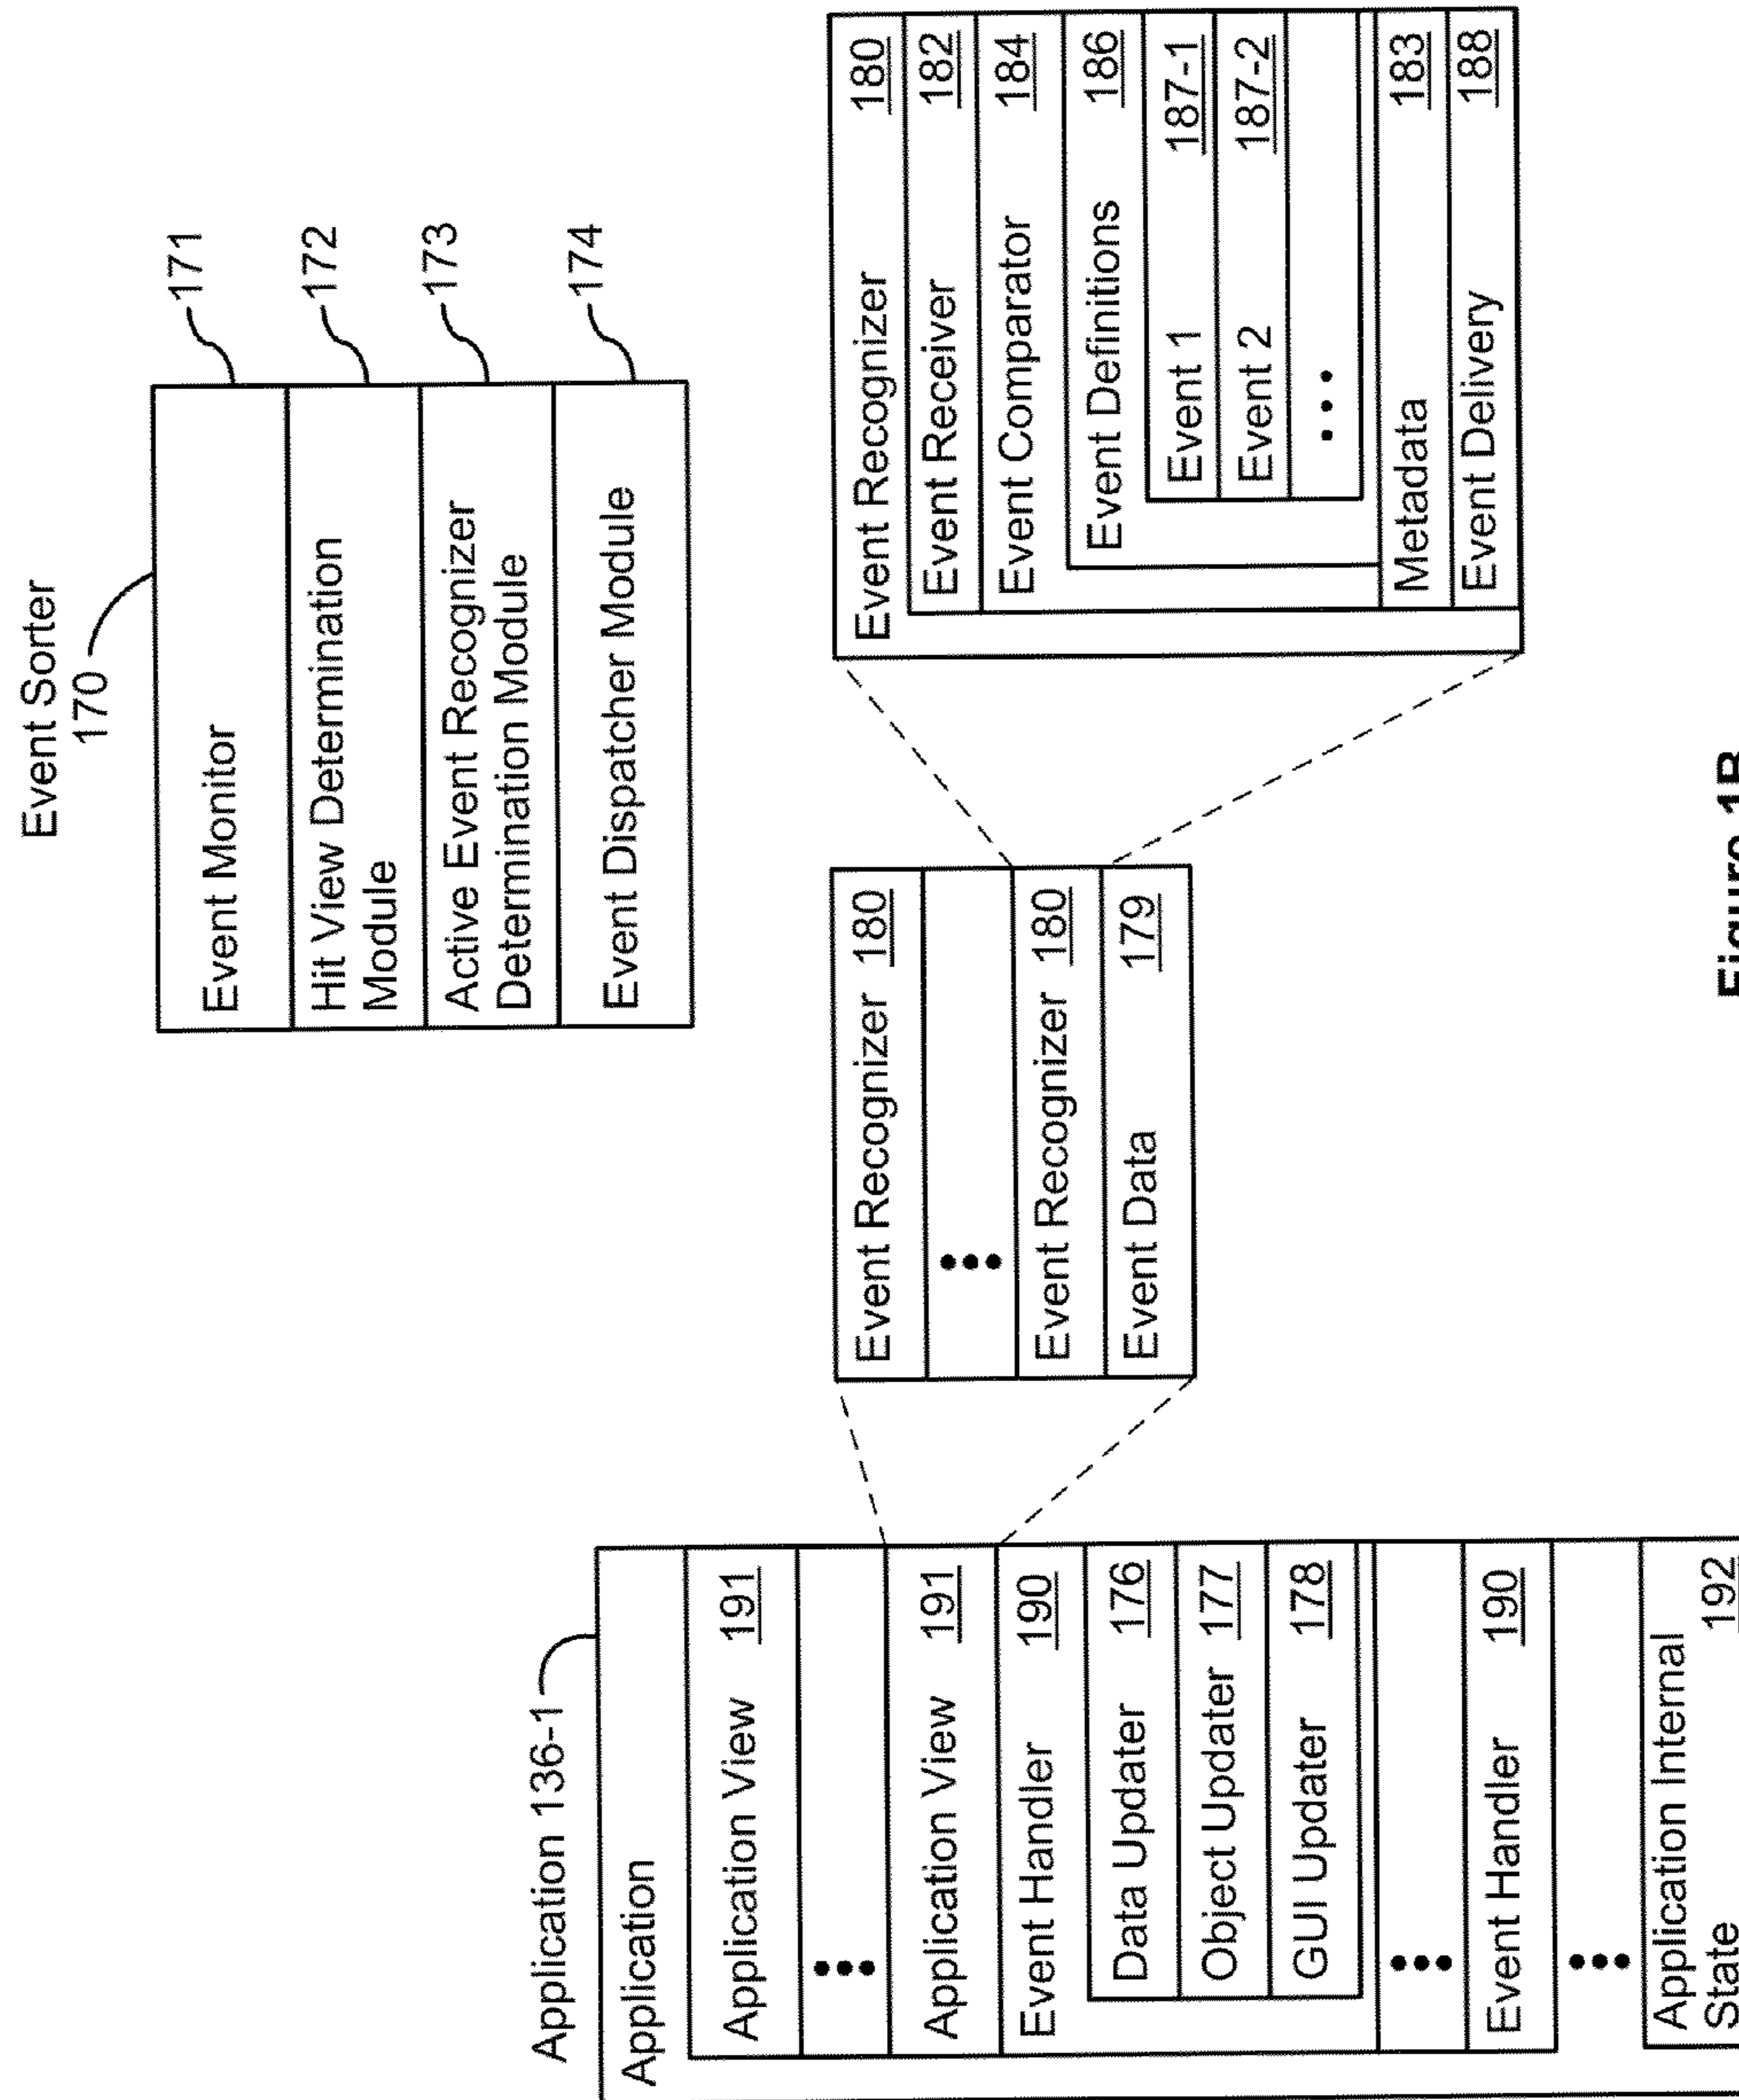 Event Sorter
170
Event Monitor
171
Hit View Determination
Module
172
Active Event Recognizer
Determination Module
173
Event Dispatcher Module
174
Application 136-1
Application
Application View 191
•••
Application View 191
Event Handler 190
Data Updater 176
Object Updater 177
GUI Updater 178
•••
Event Handler 190
•••
Application Internal
State 192
Event Recognizer 180
•••
Event Recognizer 180
Event Data 179
Event Recognizer 180
Event Receiver 182
Event Comparator 184
Event Definitions 186
Event 1 187-1
Event 2 187-2
•••
Metadata 183
Event Delivery 188
Figure 1B